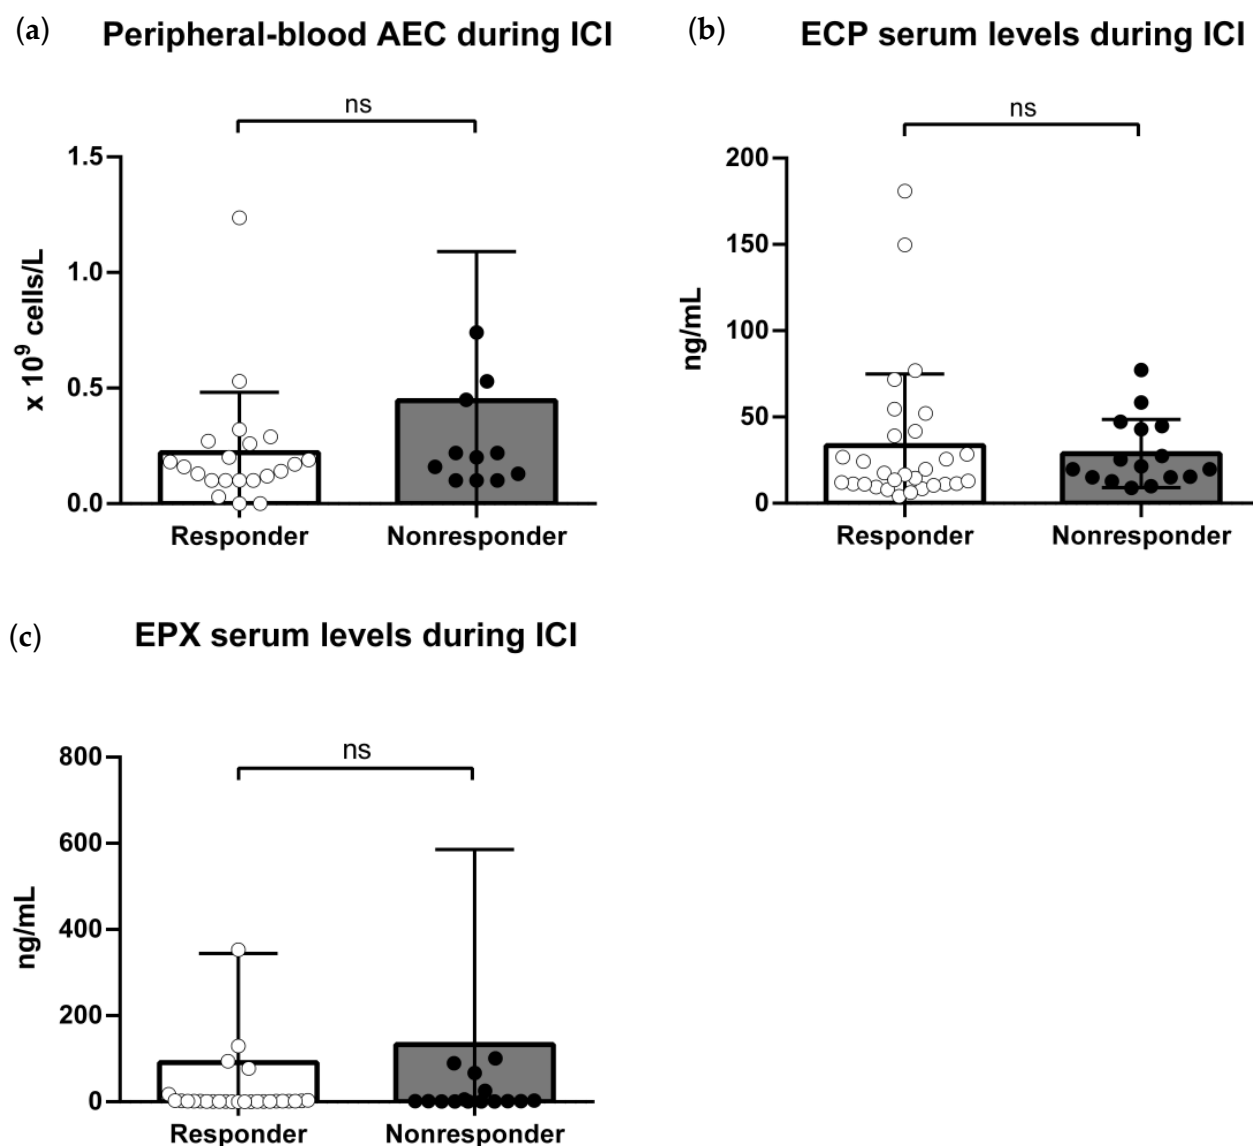 (a) Peripheral-blood AEC during ICI
ns
1.5
1.0
0.5
0.0
x 10⁹ cells/L
Responder Nonresponder
(b) ECP serum levels during ICI
ns
200
150
100
50
0
ng/mL
Responder Nonresponder
(c) EPX serum levels during ICI
ns
800
600
400
200
0
ng/mL
Responder Nonresponder